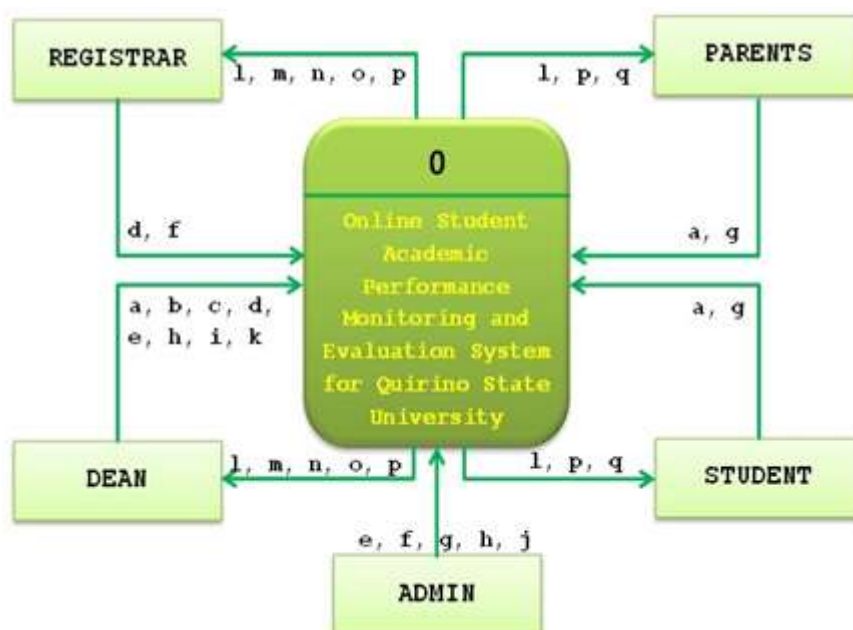 REGISTRAR
PARENTS
l, m, n, o, p
l, p, q
0
Online Student
Academic
Performance
Monitoring and
Evaluation System
for Quirino State
University
d, f
a, g
a, b, c, d,
e, h, i, k
a, g
DEAN
l, m, n, o, p
l, p, q
STUDENT
e, f, g, h, j
ADMIN